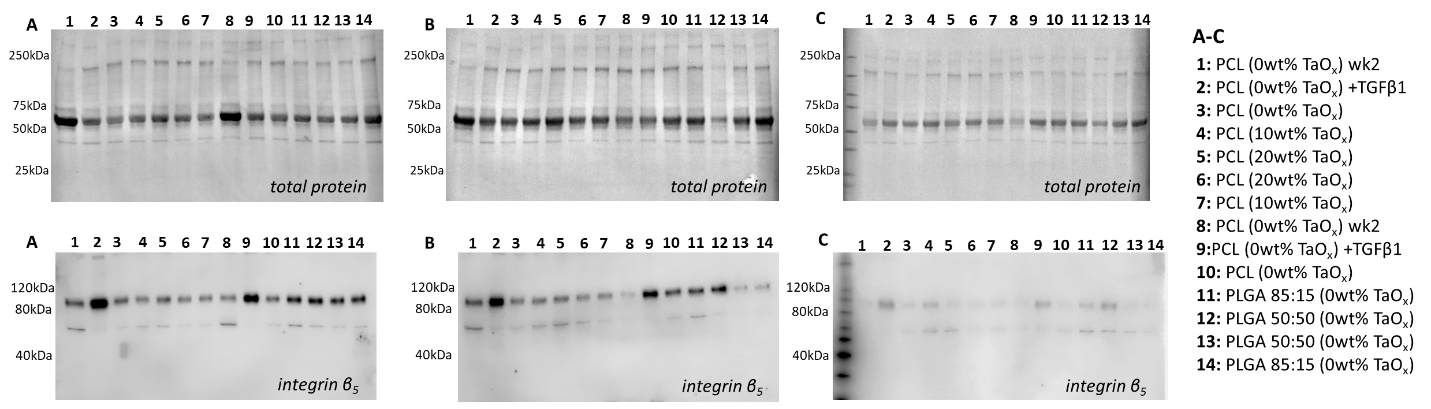 A 1 2 3 4 5 6 7 8 9 10 11 12 13 14
250kDa
75kDa
50kDa
25kDa
total protein
B 1 2 3 4 5 6 7 8 9 10 11 12 13 14
250kDa
75kDa
50kDa
25kDa
total protein
C 1 2 3 4 5 6 7 8 9 10 11 12 13 14
250kDa
75kDa
50kDa
25kDa
total protein
A 1 2 3 4 5 6 7 8 9 10 11 12 13 14
120kDa
80kDa
40kDa
integrin β₅
B 1 2 3 4 5 6 7 8 9 10 11 12 13 14
120kDa
80kDa
40kDa
integrin β₅
C 1 2 3 4 5 6 7 8 9 10 11 12 13 14
120kDa
80kDa
40kDa
integrin β₅
A-C
1: PCL (0wt% TaOₓ) wk2
2: PCL (0wt% TaOₓ) +TGFβ1
3: PCL (0wt% TaOₓ)
4: PCL (10wt% TaOₓ)
5: PCL (20wt% TaOₓ)
6: PCL (20wt% TaOₓ)
7: PCL (10wt% TaOₓ)
8: PCL (0wt% TaOₓ) wk2
9:PCL (0wt% TaOₓ) +TGFβ1
10: PCL (0wt% TaOₓ)
11: PLGA 85:15 (0wt% TaOₓ)
12: PLGA 50:50 (0wt% TaOₓ)
13: PLGA 50:50 (0wt% TaOₓ)
14: PLGA 85:15 (0wt% TaOₓ)